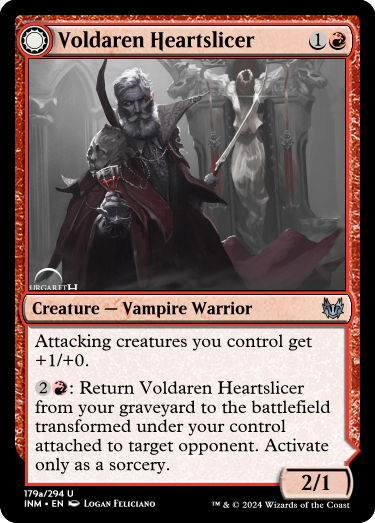 Voldaren Heartslicer 1
URGARETH
Creature — Vampire Warrior
Attacking creatures you control get
+1/+0.
2: Return Voldaren Heartslicer
from your graveyard to the battlefield
transformed under your control
attached to target opponent. Activate
only as a sorcery.
2/1
179a/294 U
INM • EN Logan Feliciano
™ & © 2024 Wizards of the Coast